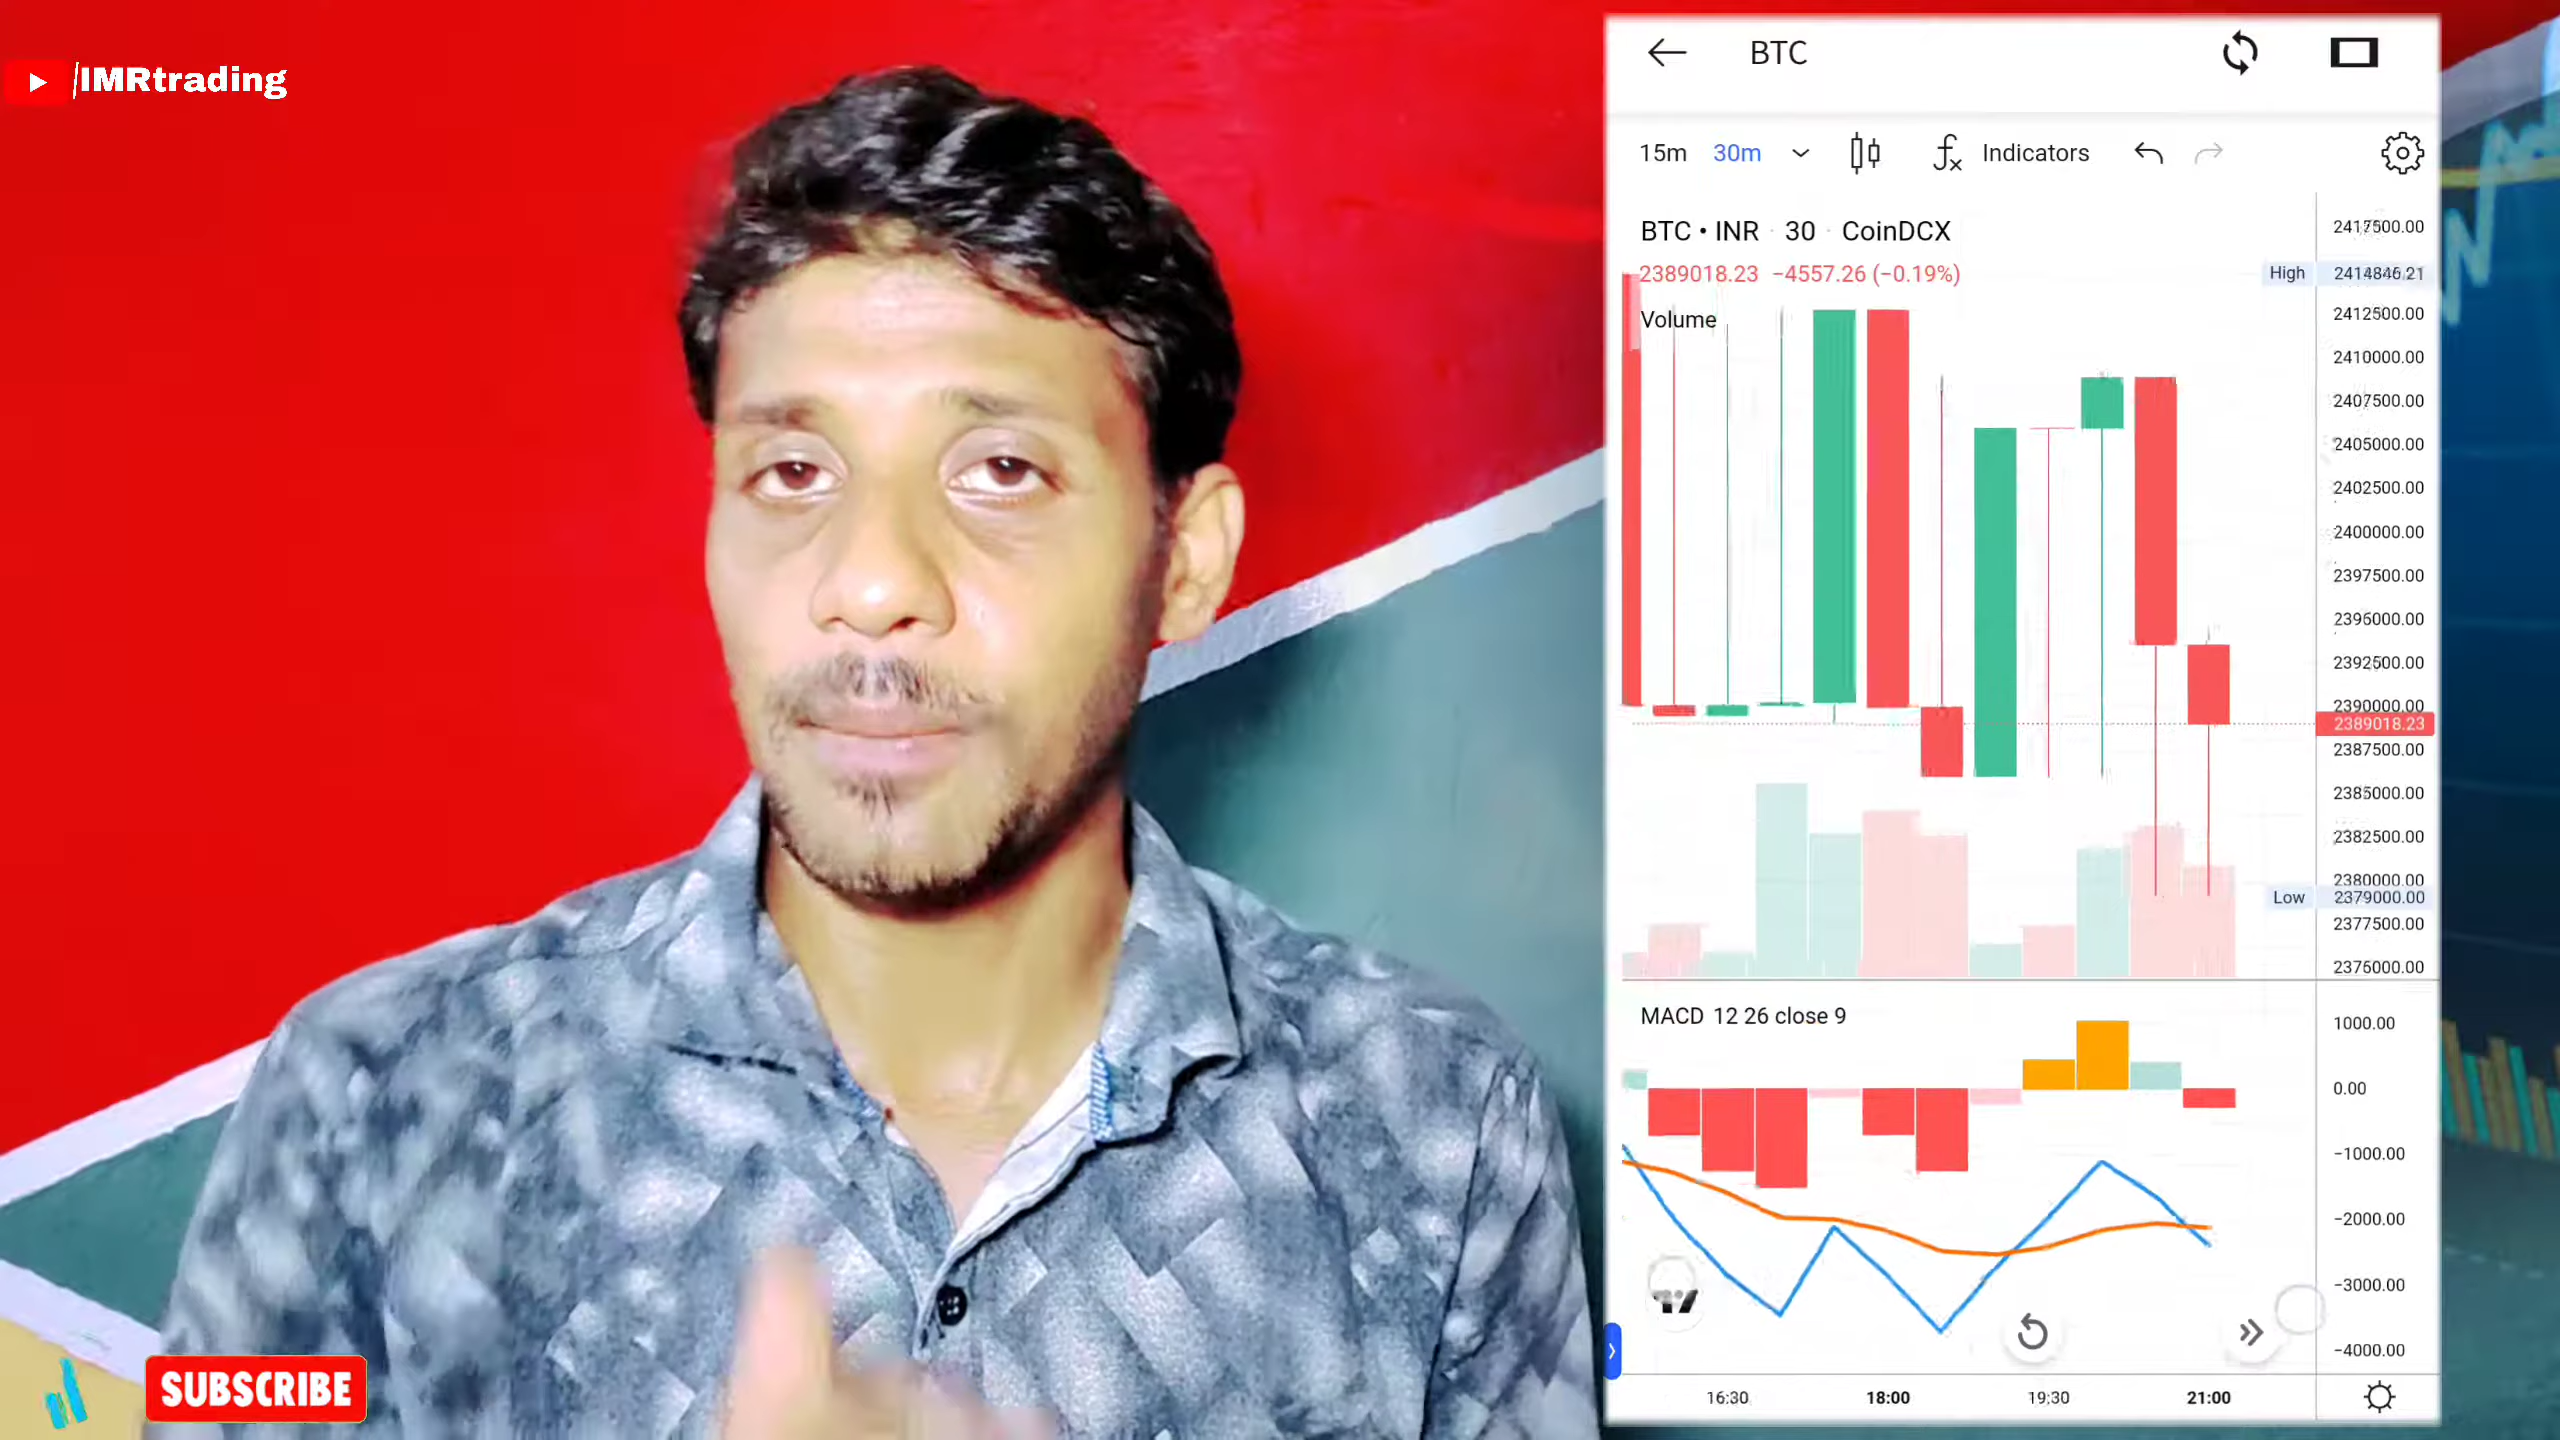 /IMRtrading
BTC
15m 30m Indicators
BTC • INR · 30 · CoinDCX
2389018.23 −4557.26 (−0.19%)
Volume
2417500.00
High 2414846.21
2412500.00
2410000.00
2407500.00
2405000.00
2402500.00
2400000.00
2397500.00
2395000.00
2392500.00
2390000.00
2389018.23
2387500.00
2385000.00
2382500.00
2380000.00
Low 2379000.00
2377500.00
2375000.00
MACD 12 26 close 9
1000.00
0.00
−1000.00
−2000.00
−3000.00
−4000.00
16:30 18:00 19:30 21:00
SUBSCRIBE